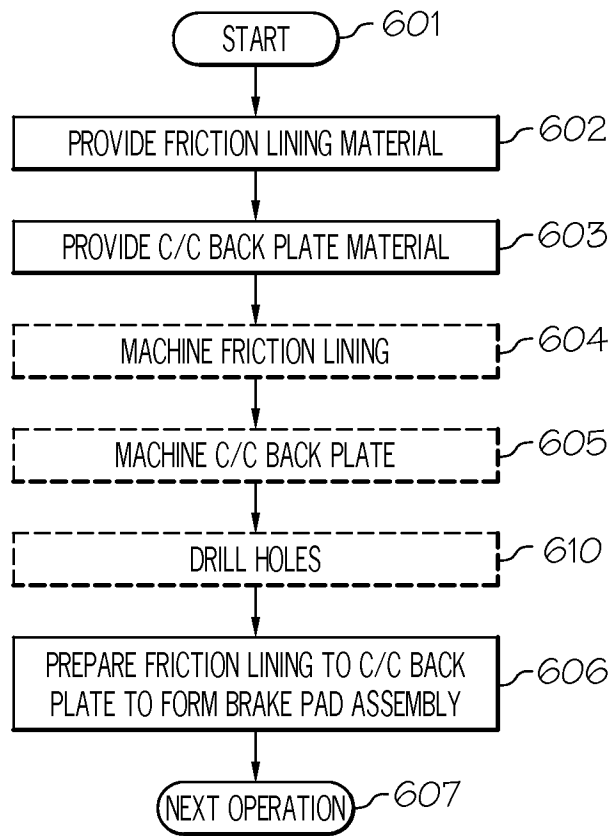 START
601
PROVIDE FRICTION LINING MATERIAL
602
PROVIDE C/C BACK PLATE MATERIAL
603
MACHINE FRICTION LINING
604
MACHINE C/C BACK PLATE
605
DRILL HOLES
610
PREPARE FRICTION LINING TO C/C BACK
PLATE TO FORM BRAKE PAD ASSEMBLY
606
NEXT OPERATION
607